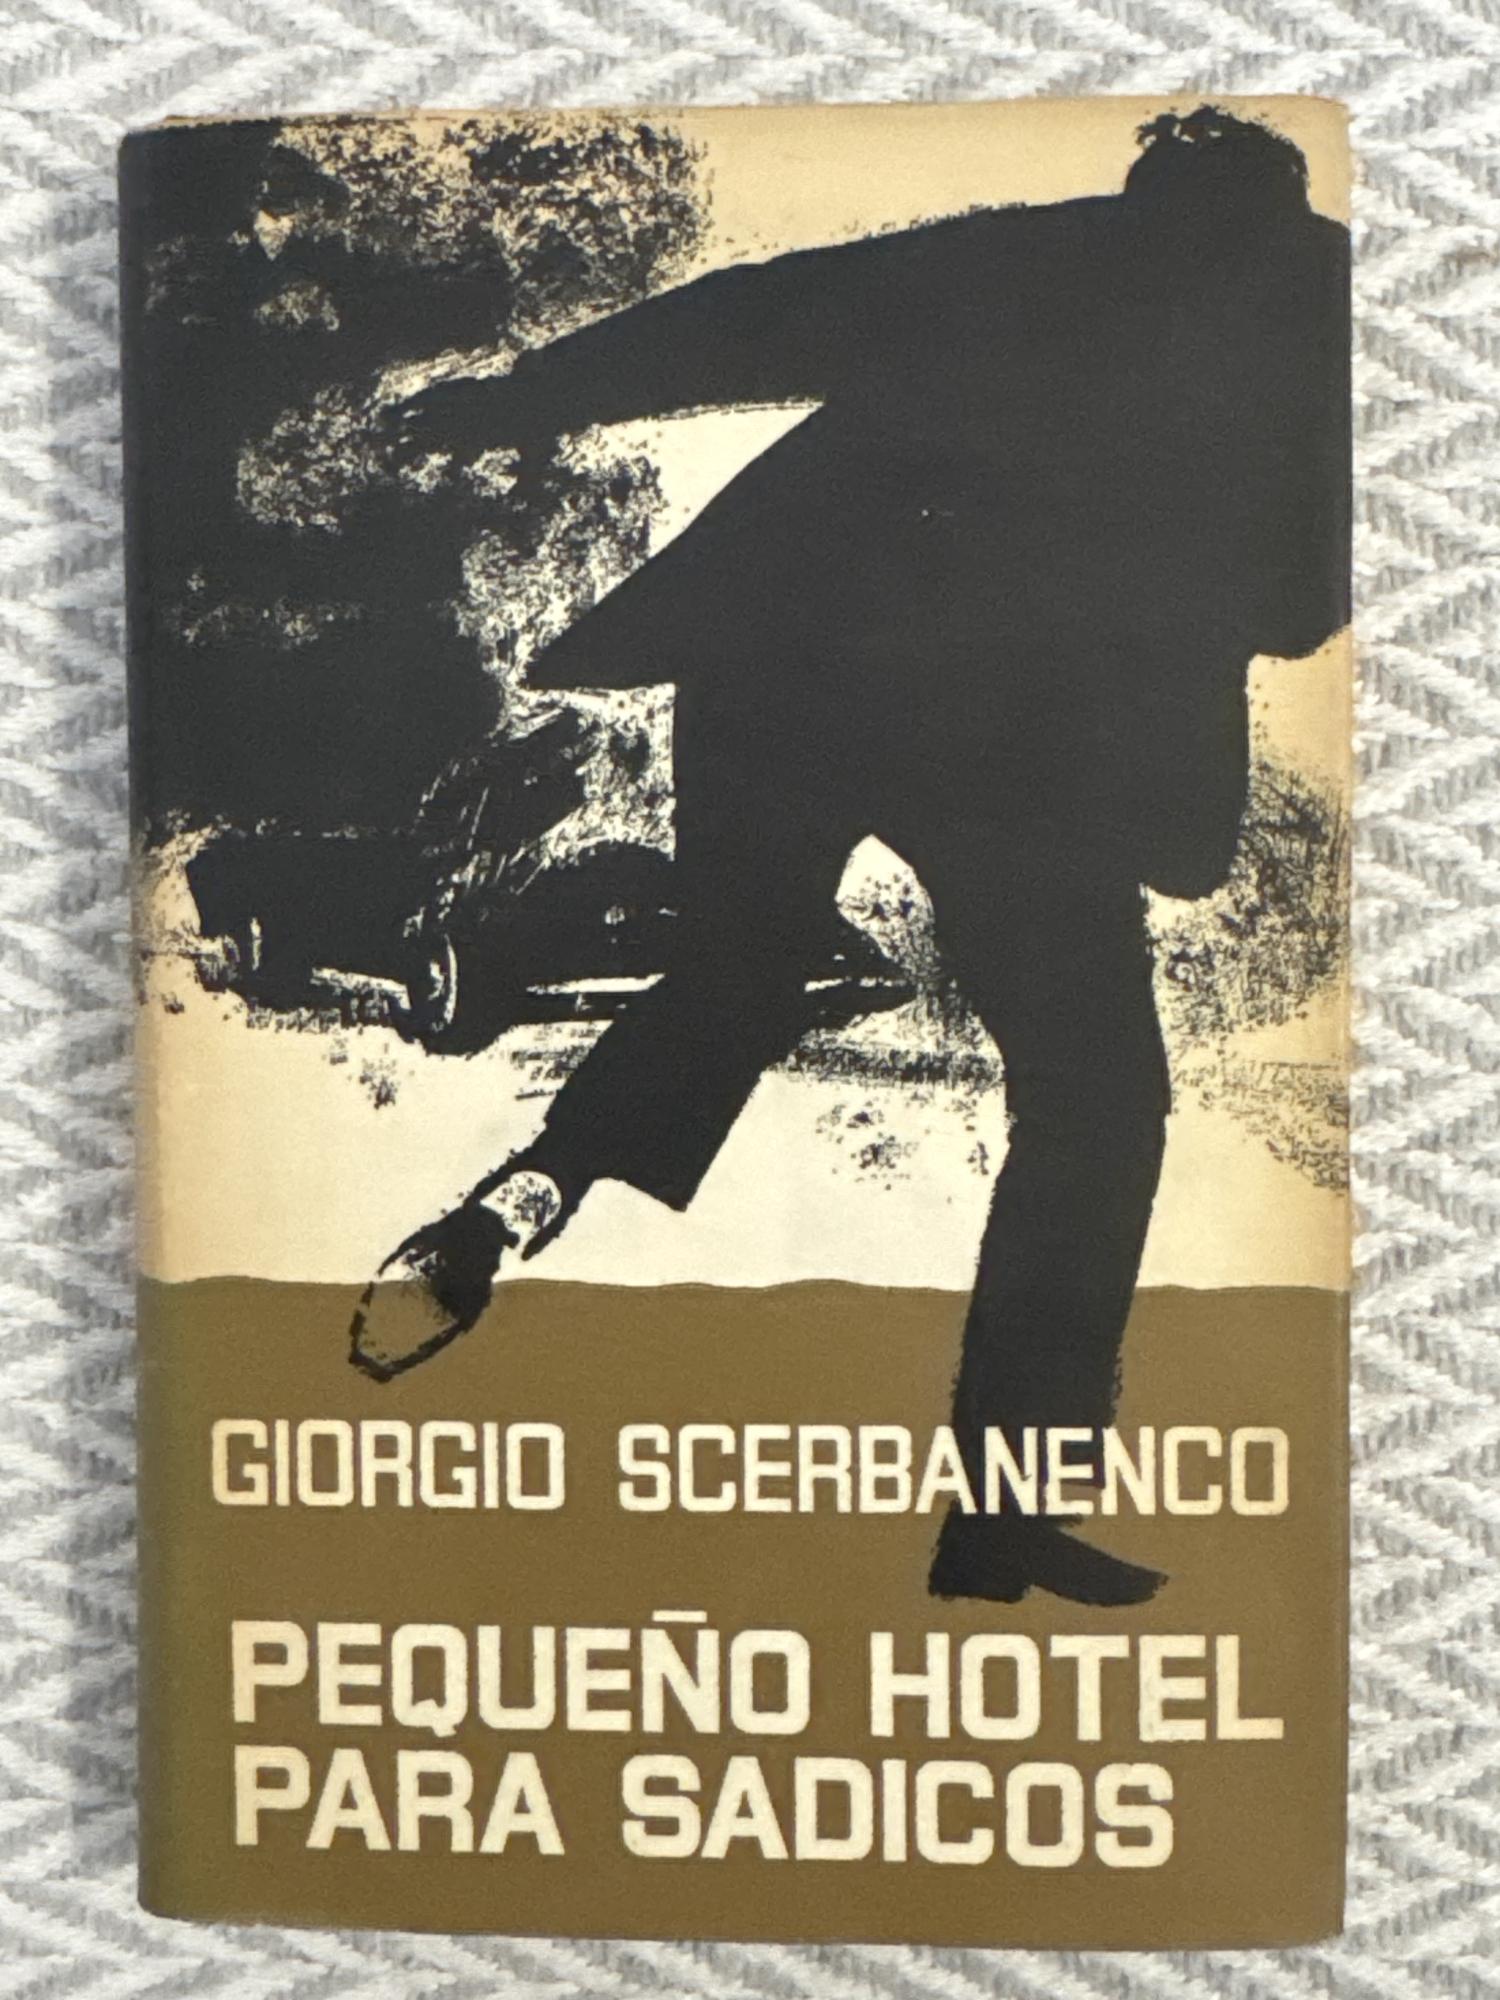 GIORGIO SCERBANENCO
PEQUEÑO HOTEL
PARA SADICOS